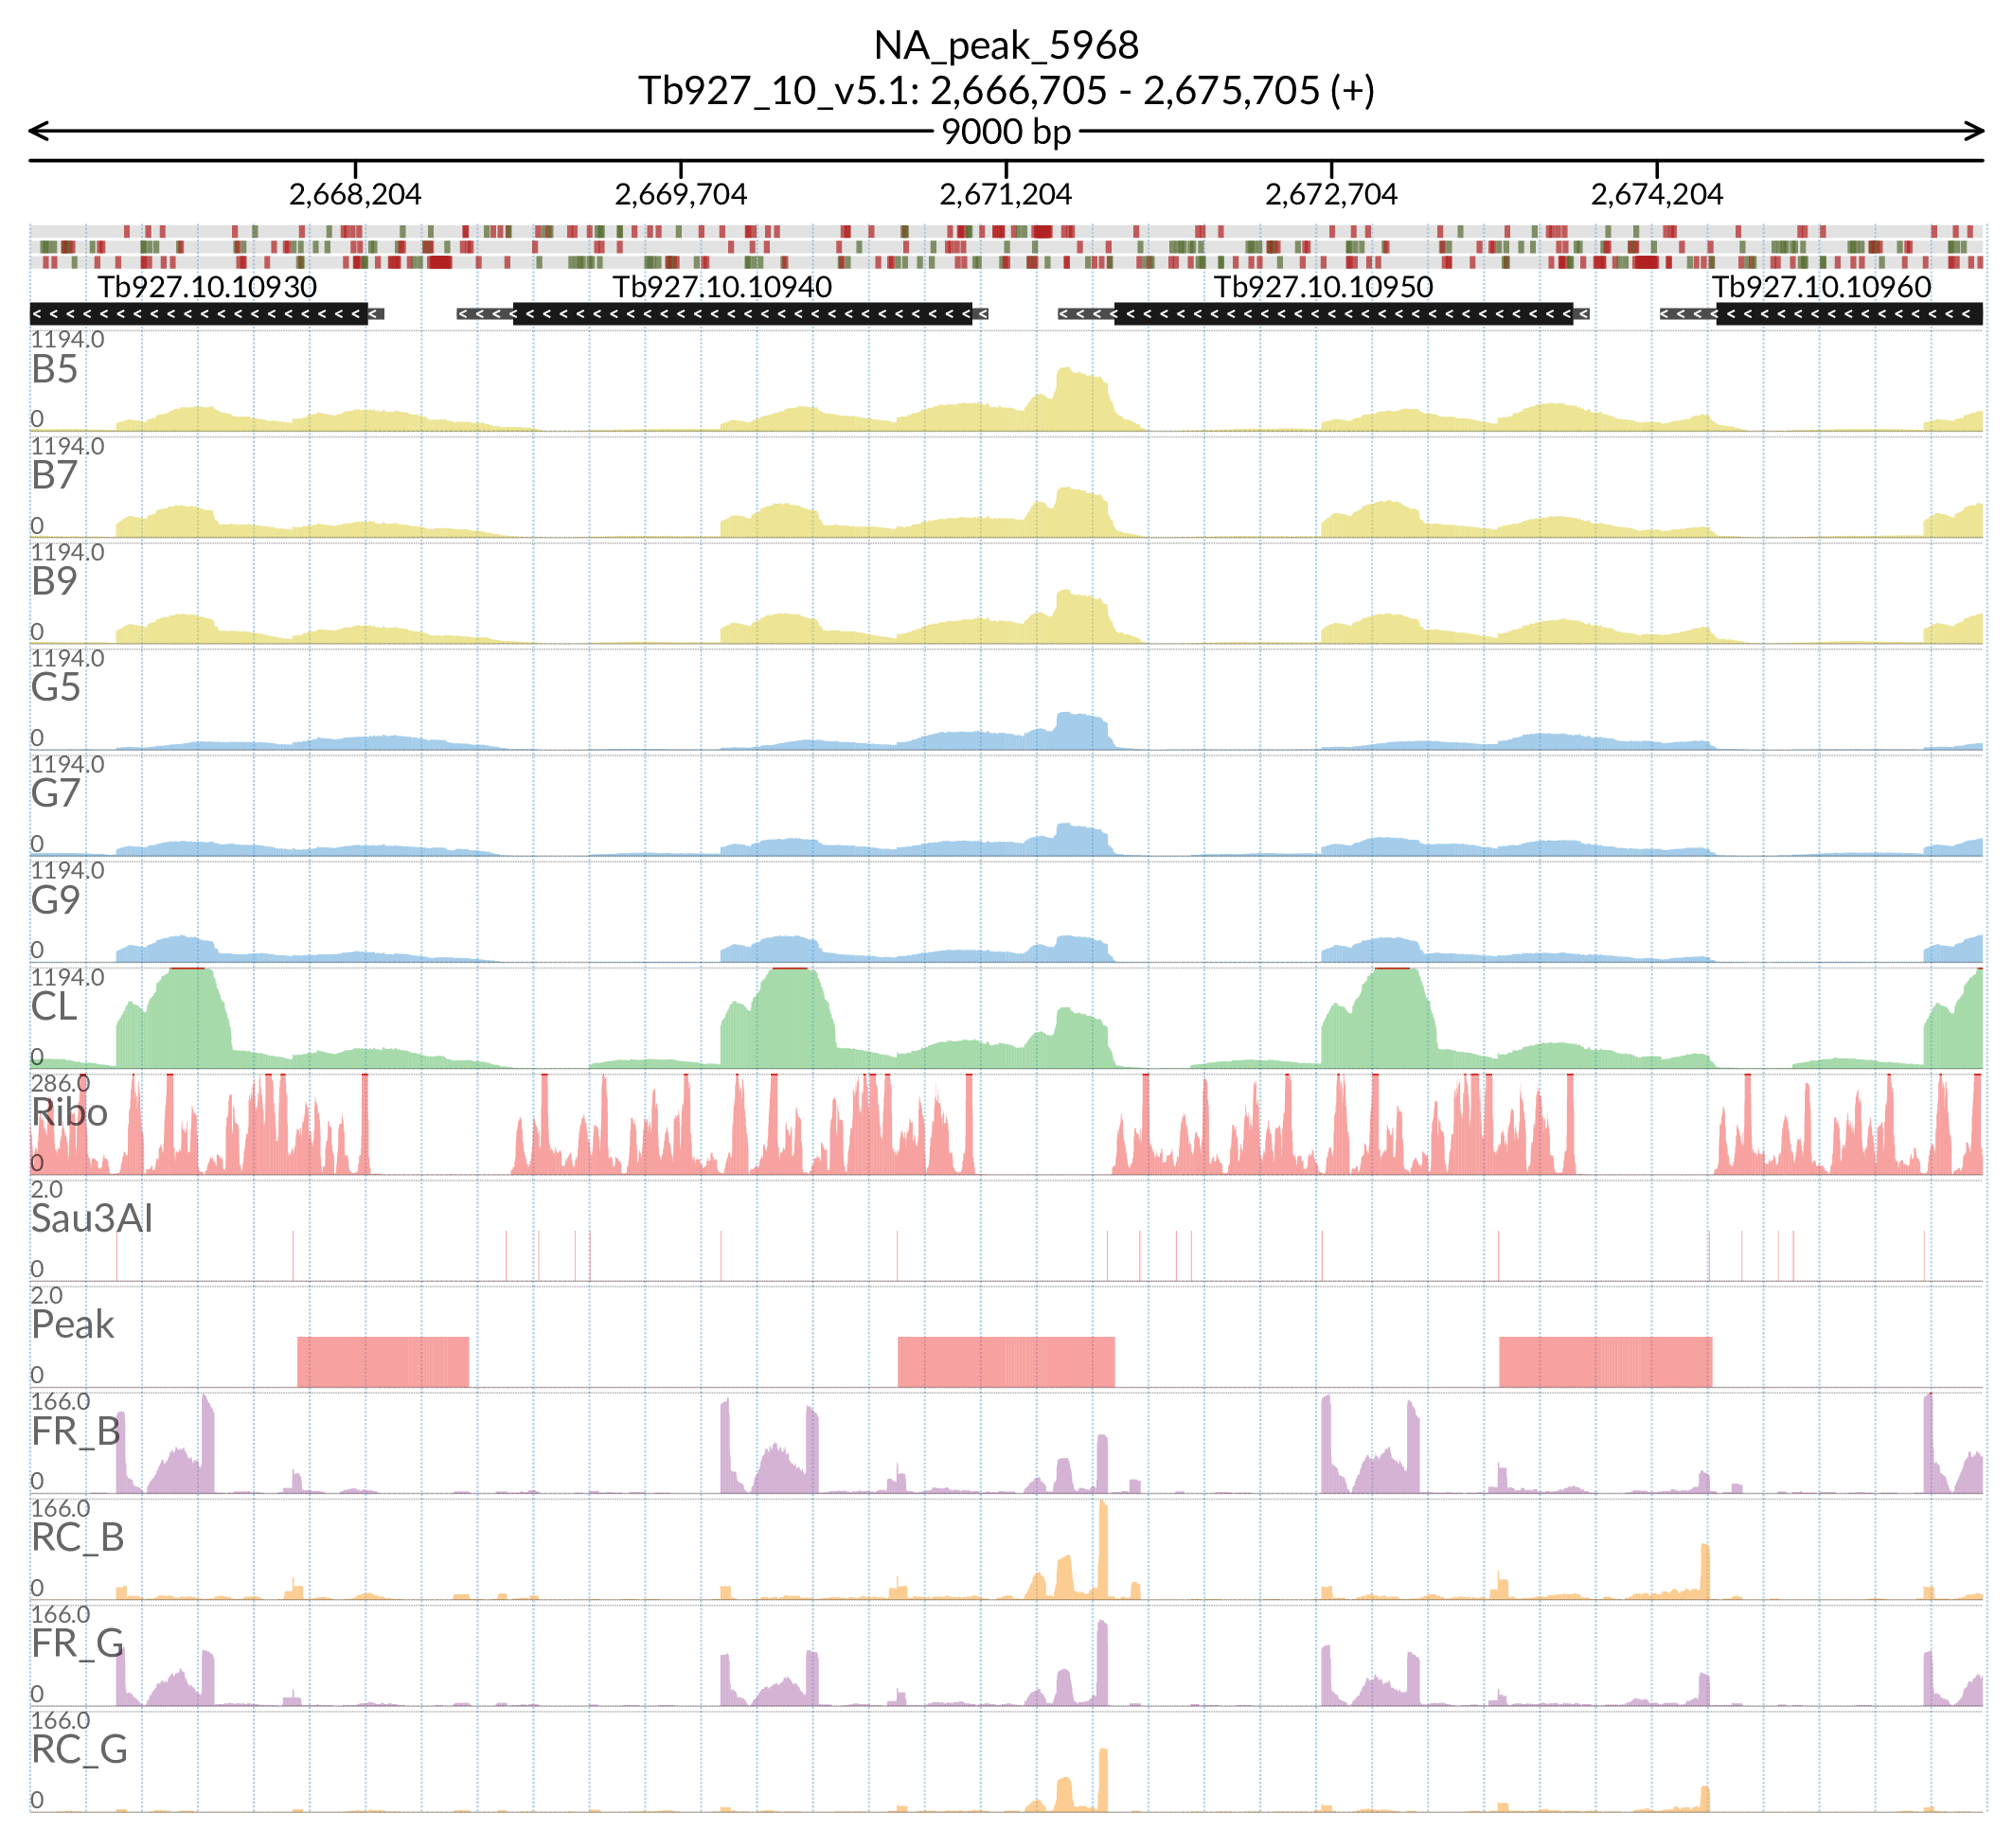 NA_peak_5968
Tb927_10_v5.1: 2,666,705 - 2,675,705 (+)
9000 bp
2,668,204 2,669,704 2,671,204 2,672,704 2,674,204
Tb927.10.10930 Tb927.10.10940 Tb927.10.10950 Tb927.10.10960
1194.0
B5
0
1194.0
B7
0
1194.0
B9
0
1194.0
G5
0
1194.0
G7
0
1194.0
G9
0
1194.0
CL
0
286.0
Ribo
0
2.0
Sau3AI
0
2.0
Peak
0
166.0
FR_B
0
166.0
RC_B
0
166.0
FR_G
0
166.0
RC_G
0